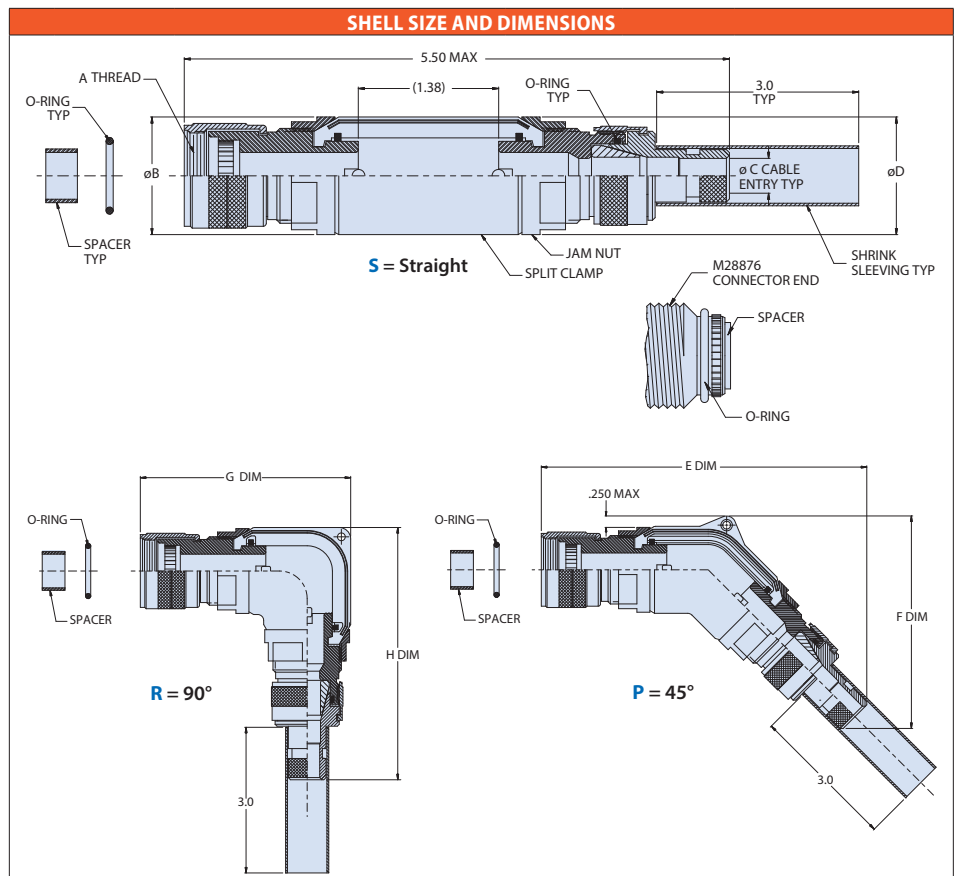 SHELL SIZE AND DIMENSIONS
5.50 MAX
A THREAD
(1.38)
O-RING
TYP
3.0
TYP
O-RING
TYP
øB
ø C CABLE
ENTRY TYP
øD
SPACER
TYP
JAM NUT
SPLIT CLAMP
SHRINK
SLEEVING TYP
S = Straight
M28876
CONNECTOR END
SPACER
O-RING
G DIM
O-RING
SPACER
H DIM
R = 90°
3.0
E DIM
.250 MAX
O-RING
SPACER
F DIM
P = 45°
3.0